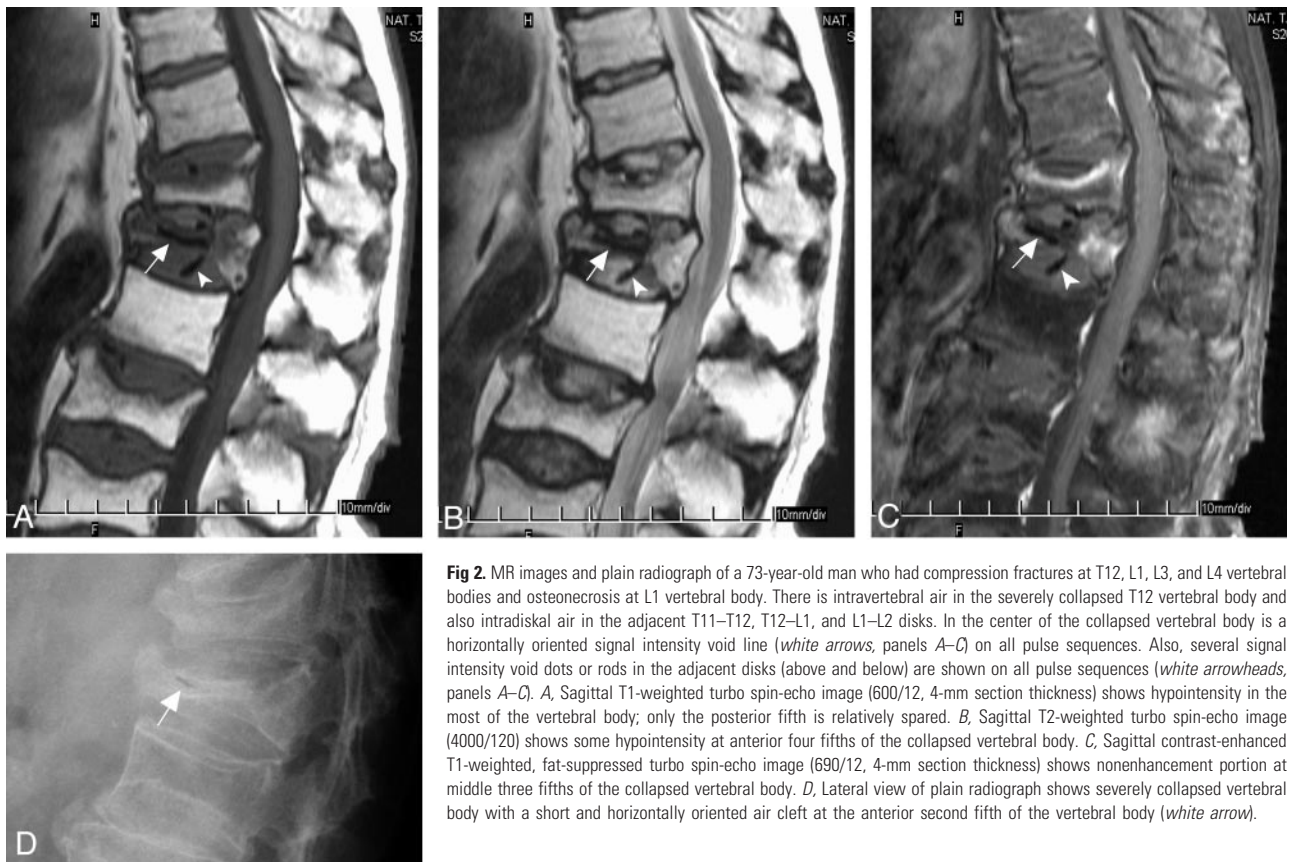 H
NAT. T
S2
A
10mm/div
F
H
NAT. T
S
B
10mm/div
F
H
NAT. T
S2
C
10mm/div
F
D
Fig 2. MR images and plain radiograph of a 73-year-old man who had compression fractures at T12, L1, L3, and L4 vertebral
bodies and osteonecrosis at L1 vertebral body. There is intravertebral air in the severely collapsed T12 vertebral body and
also intradiskal air in the adjacent T11–T12, T12–L1, and L1–L2 disks. In the center of the collapsed vertebral body is a
horizontally oriented signal intensity void line (white arrows, panels A–C) on all pulse sequences. Also, several signal
intensity void dots or rods in the adjacent disks (above and below) are shown on all pulse sequences (white arrowheads,
panels A–C). A, Sagittal T1-weighted turbo spin-echo image (600/12, 4-mm section thickness) shows hypointensity in the
most of the vertebral body; only the posterior fifth is relatively spared. B, Sagittal T2-weighted turbo spin-echo image
(4000/120) shows some hypointensity at anterior four fifths of the collapsed vertebral body. C, Sagittal contrast-enhanced
T1-weighted, fat-suppressed turbo spin-echo image (690/12, 4-mm section thickness) shows nonenhancement portion at
middle three fifths of the collapsed vertebral body. D, Lateral view of plain radiograph shows severely collapsed vertebral
body with a short and horizontally oriented air cleft at the anterior second fifth of the vertebral body (white arrow).